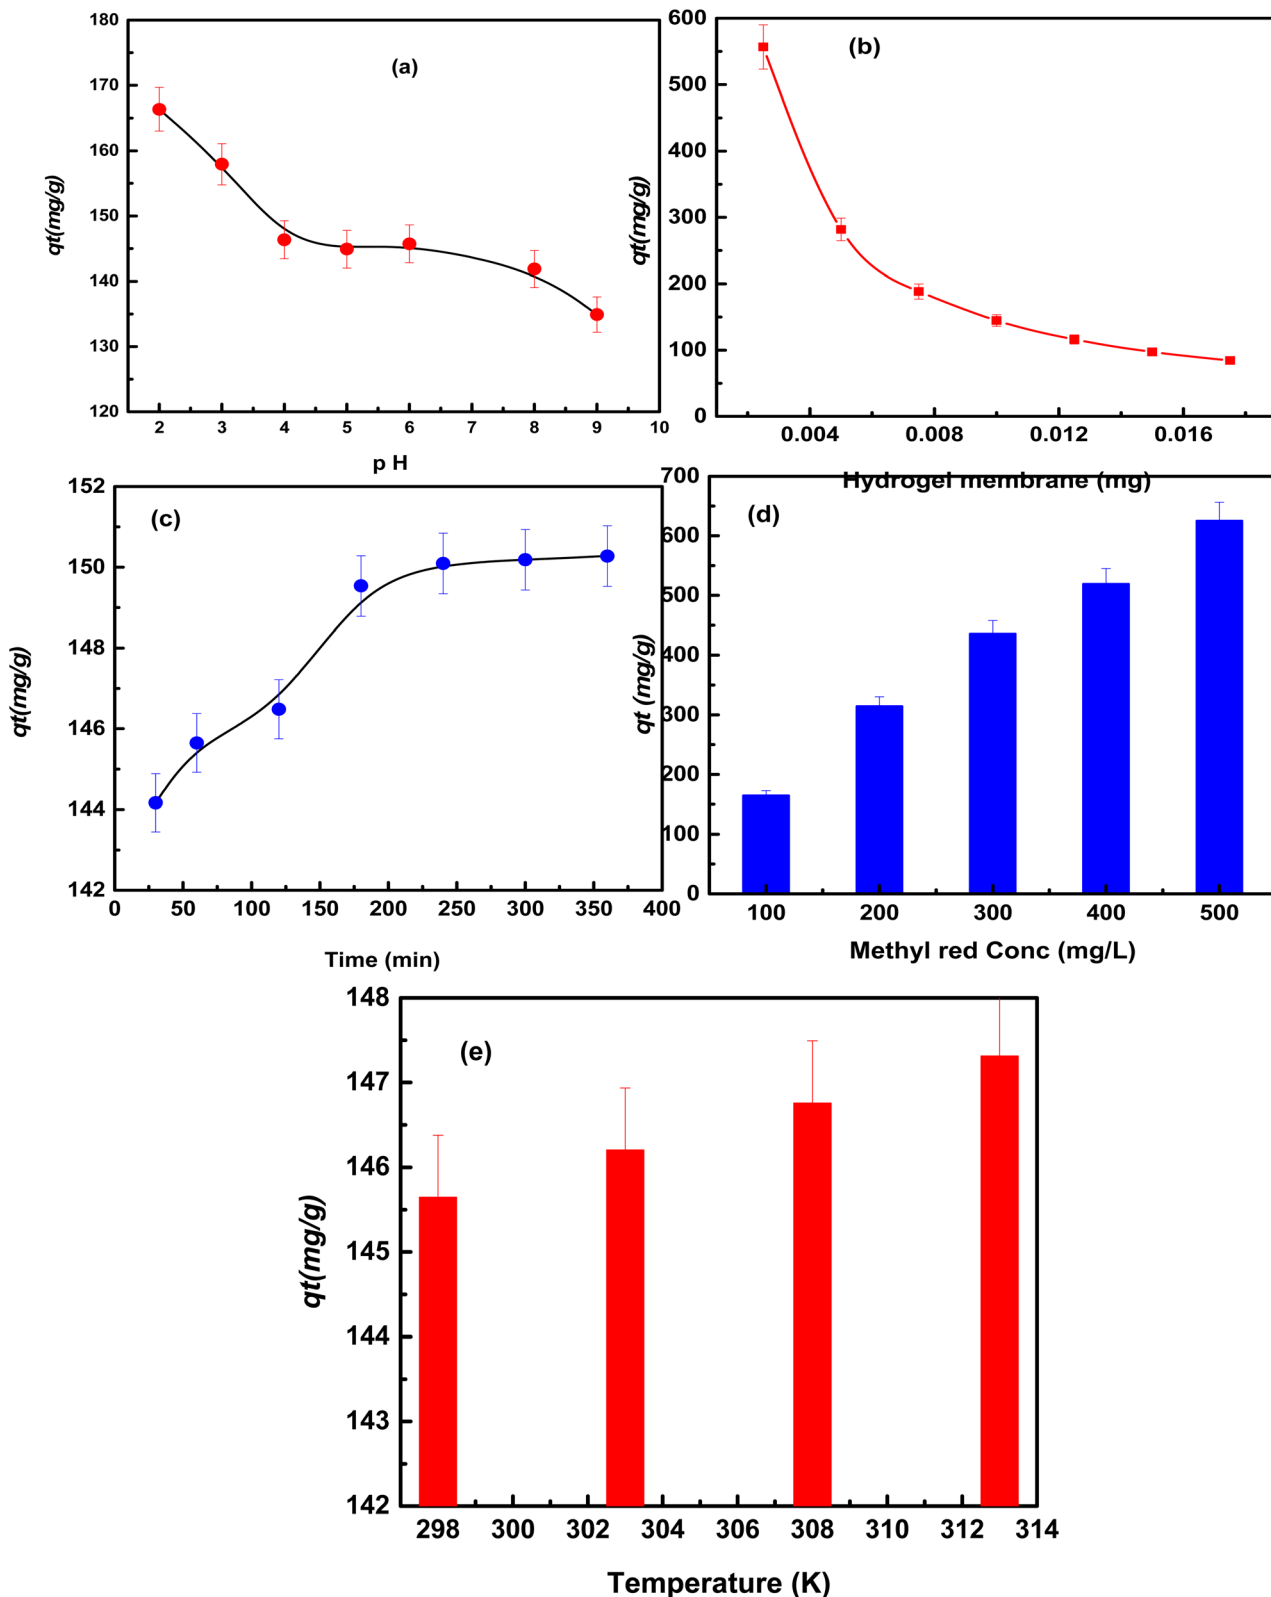 (a)
qt(mg/g)
180
170
160
150
140
130
120
2 3 4 5 6 7 8 9 10
p H
(b)
qt(mg/g)
600
500
400
300
200
100
0
0.004 0.008 0.012 0.016
Hydrogel membrane (mg)
(c)
qt(mg/g)
152
150
148
146
144
142
0 50 100 150 200 250 300 350 400
Time (min)
(d)
qt (mg/g)
700
600
500
400
300
200
100
0
100 200 300 400 500
Methyl red Conc (mg/L)
(e)
qt(mg/g)
148
147
146
145
144
143
142
298 300 302 304 306 308 310 312 314
Temperature (K)